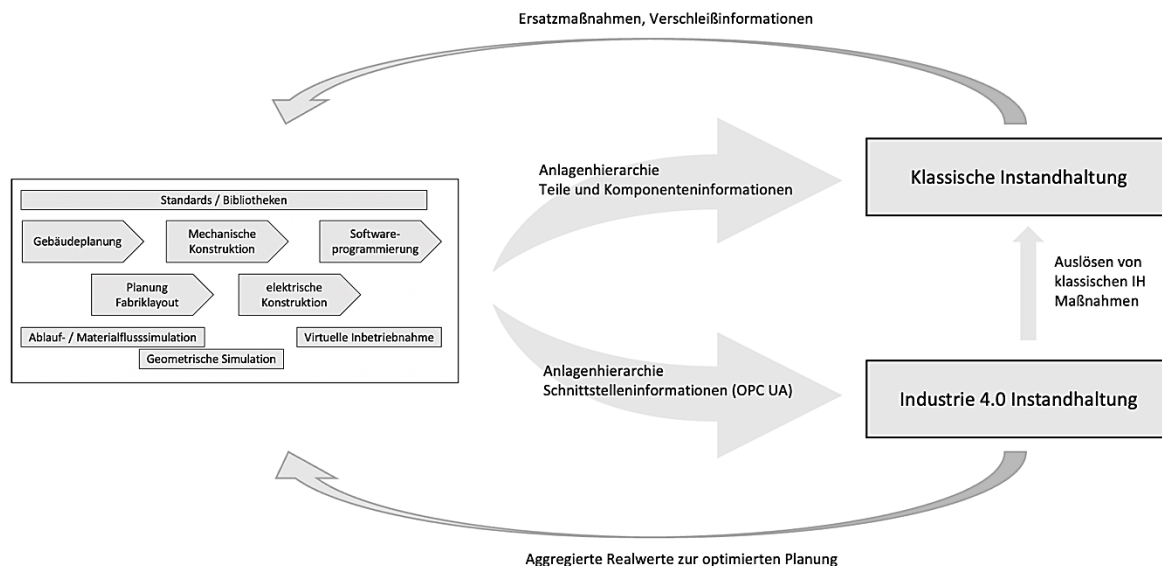 Ersatzmaßnahmen, Verschleißinformationen
Anlagenhierarchie
Teile und Komponenteninformationen
Klassische Instandhaltung
Standards / Bibliotheken
Gebäudeplanung
Mechanische
Konstruktion
Software-
programmierung
Planung
Fabriklayout
elektrische
Konstruktion
Ablauf- / Materialflusssimulation
Virtuelle Inbetriebnahme
Geometrische Simulation
Auslösen von
klassischen IH
Maßnahmen
Anlagenhierarchie
Schnittstelleninformationen (OPC UA)
Industrie 4.0 Instandhaltung
Aggregierte Realwerte zur optimierten Planung